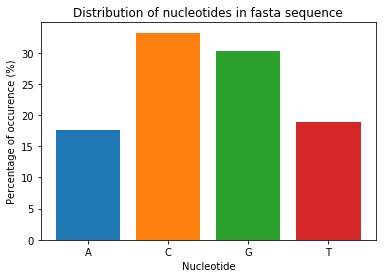 Distribution of nucleotides in fasta sequence
Percentage of occurence (%)
30
25
20
15
10
5
0
A C G T
Nucleotide